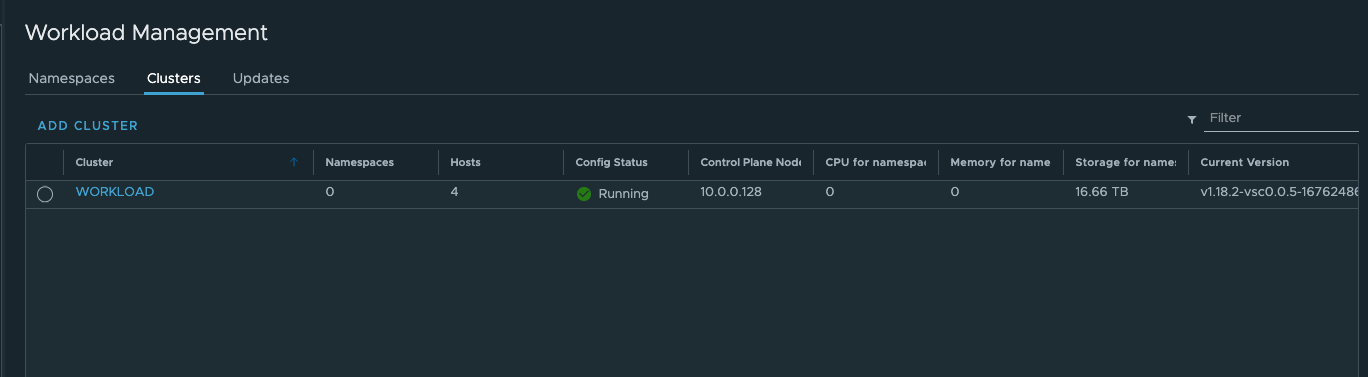 Workload Management
Namespaces Clusters Updates
ADD CLUSTER Filter
Cluster Namespaces Hosts Config Status Control Plane Node CPU for namespac Memory for name Storage for names Current Version
WORKLOAD 0 4 Running 10.0.0.128 0 0 16.66 TB v1.18.2-vsc0.0.5-16762486